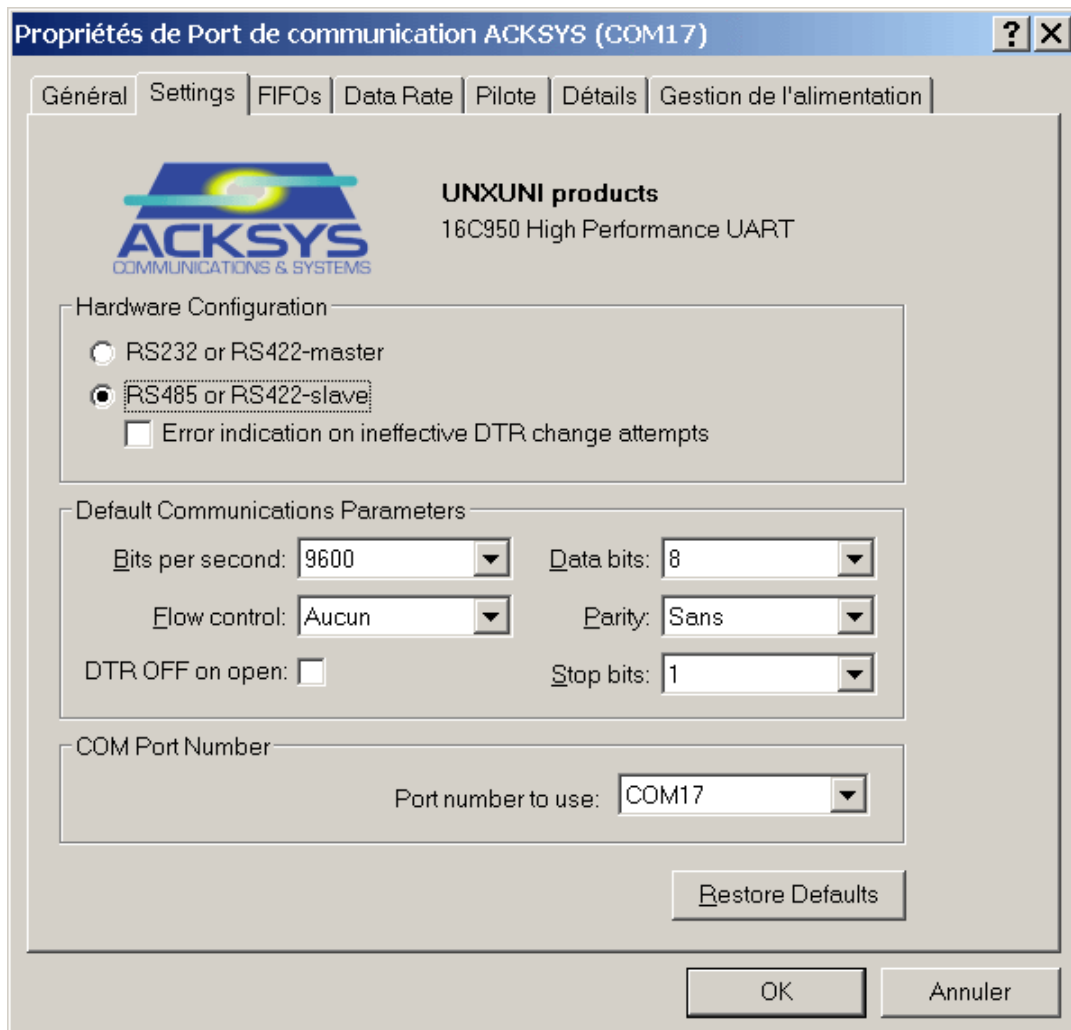 Propriétés de Port de communication ACKSYS (COM17)
Général Settings FIFOs Data Rate Pilote Détails Gestion de l'alimentation
ACKSYS
COMMUNICATIONS & SYSTEMS
UNXUNI products
16C950 High Performance UART
Hardware Configuration
RS232 or RS422-master
RS485 or RS422-slave
Error indication on ineffective DTR change attempts
Default Communications Parameters
Bits per second: 9600 Data bits: 8
Flow control: Aucun Parity: Sans
DTR OFF on open: Stop bits: 1
COM Port Number
Port number to use: COM17
Restore Defaults
OK Annuler